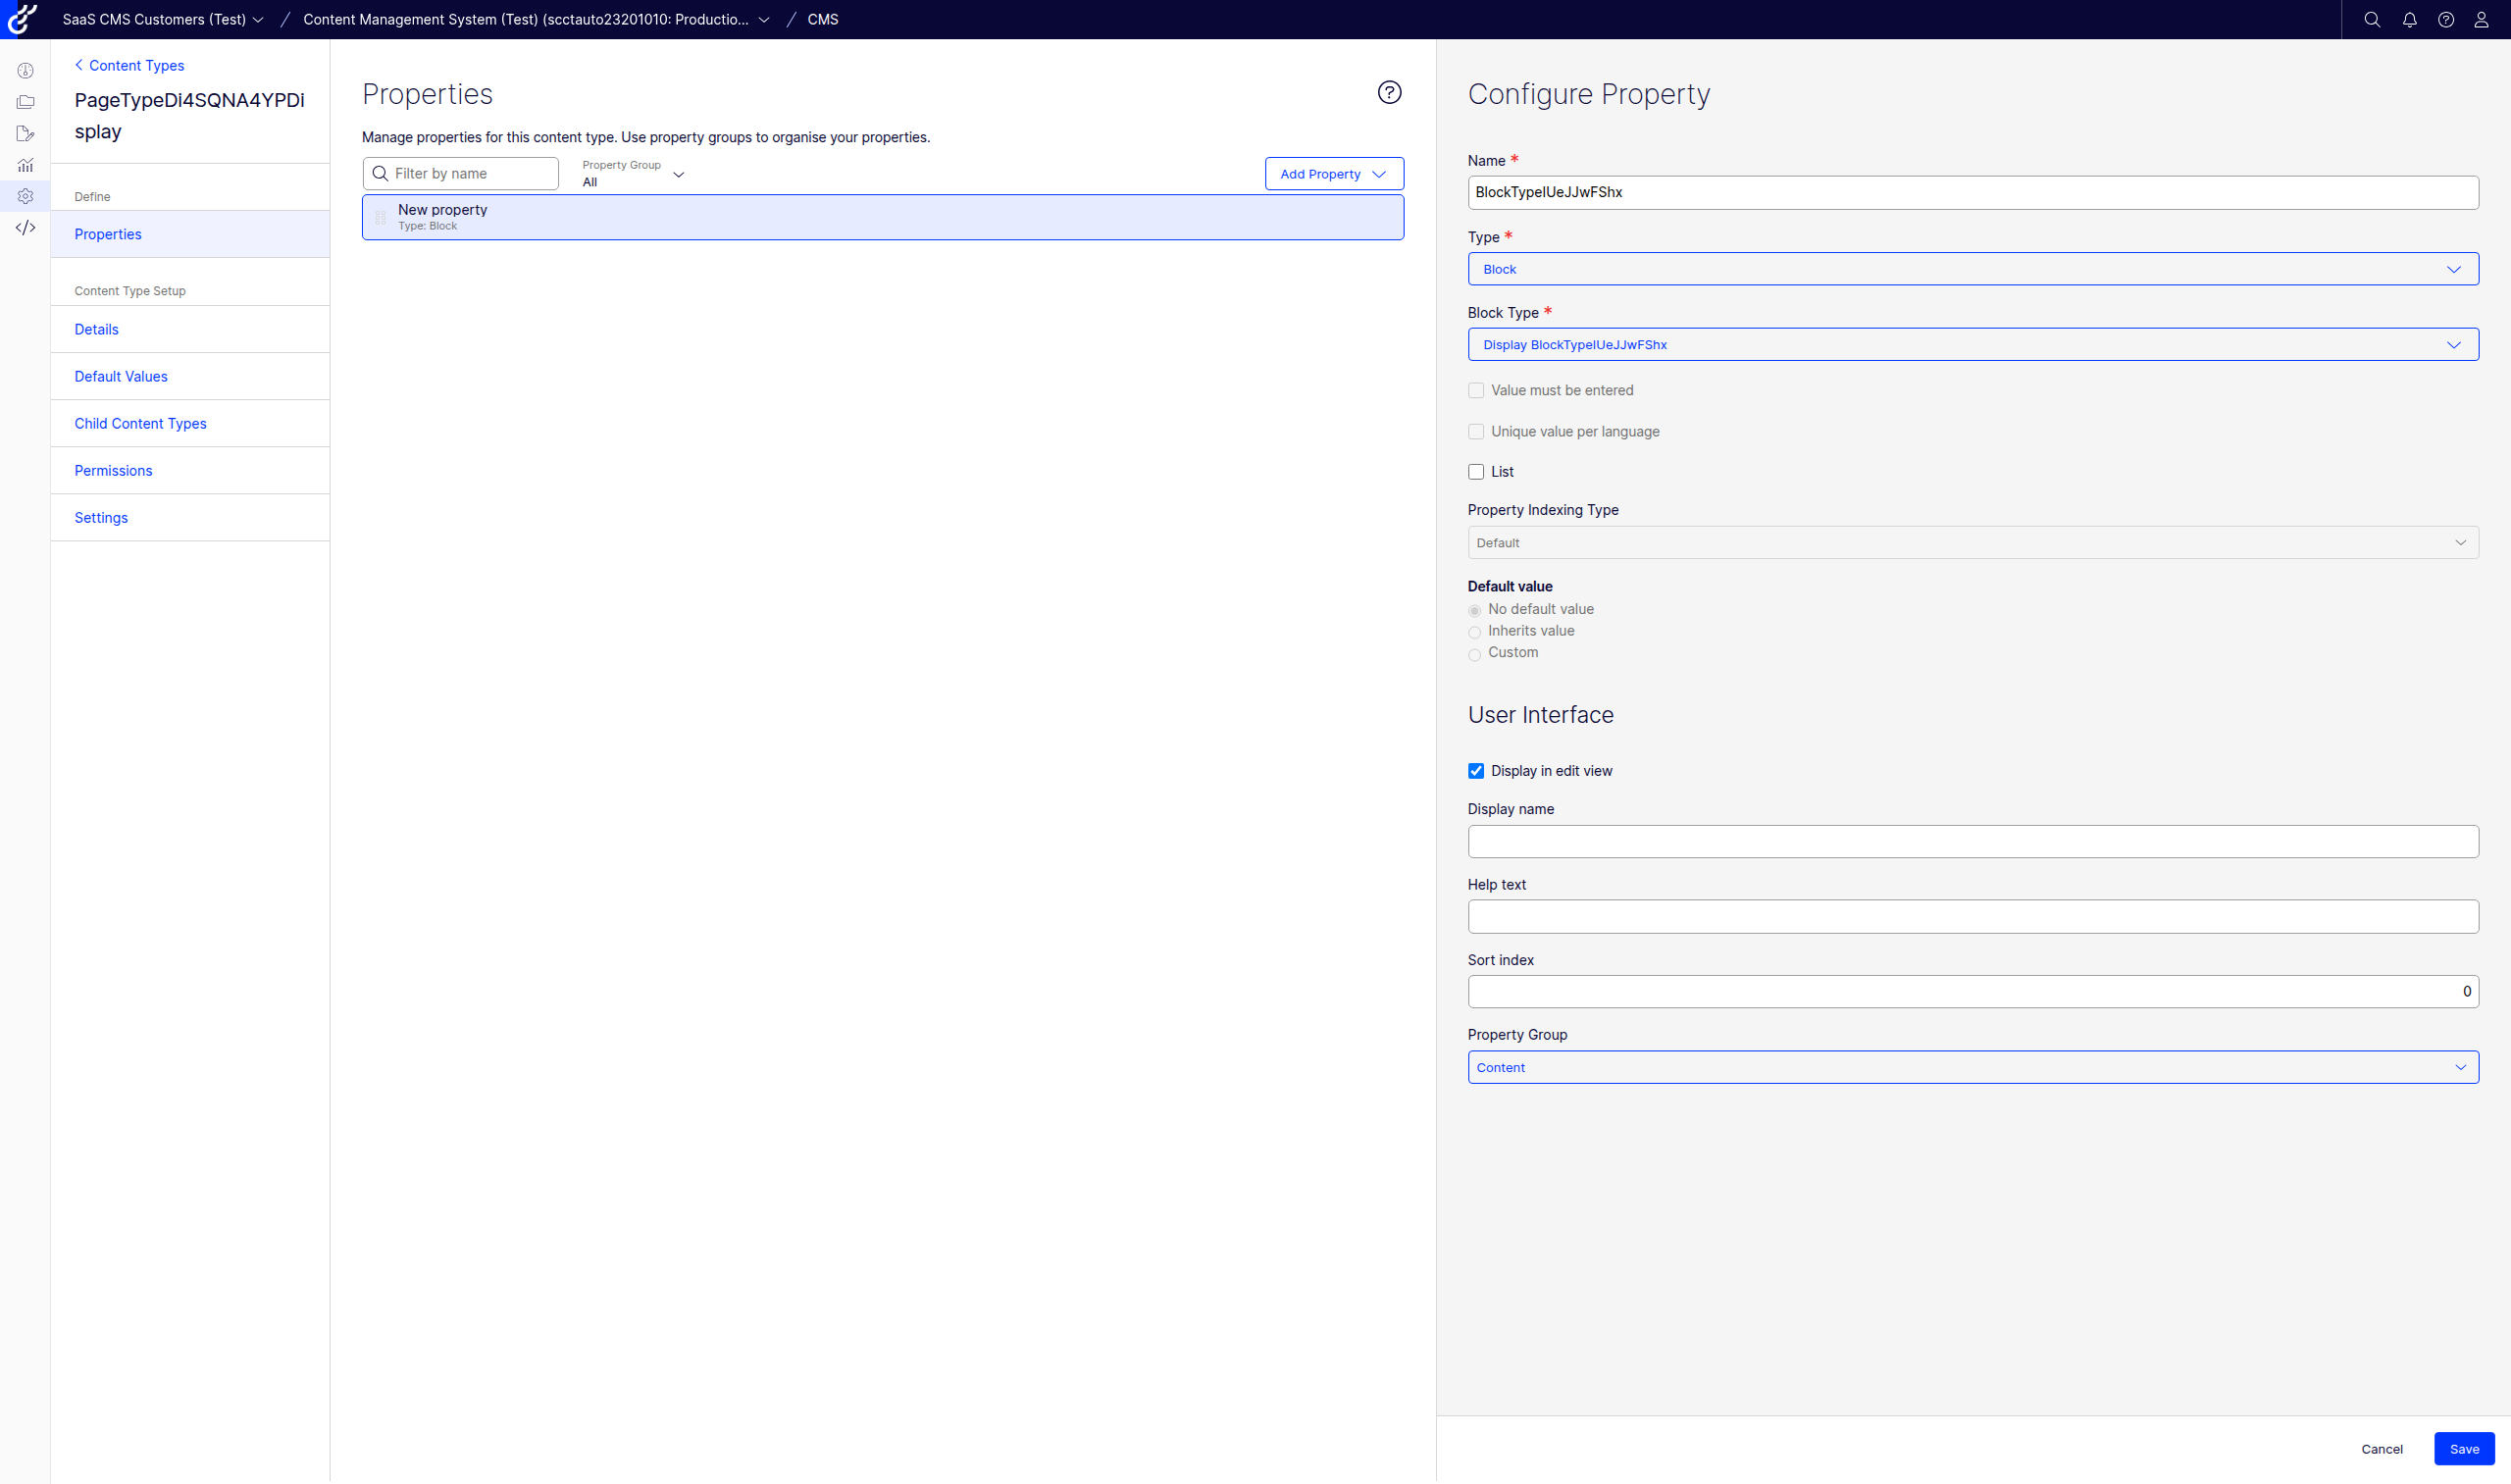 SaaS CMS Customers (Test) / Content Management System (Test) (scctauto23201010: Productio... / CMS
Content Types
PageTypeDi4SQNA4YPDi
splay
Define
Properties
Content Type Setup
Details
Default Values
Child Content Types
Permissions
Settings
Properties
Manage properties for this content type. Use property groups to organise your properties.
Filter by name
Property Group
All
Add Property
New property
Type: Block
Configure Property
Name *
BlockTypeIUeJJwFShx
Type *
Block
Block Type *
Display BlockTypeIUeJJwFShx
Value must be entered
Unique value per language
List
Property Indexing Type
Default
Default value
No default value
Inherits value
Custom
User Interface
Display in edit view
Display name
Help text
Sort index
0
Property Group
Content
Cancel
Save